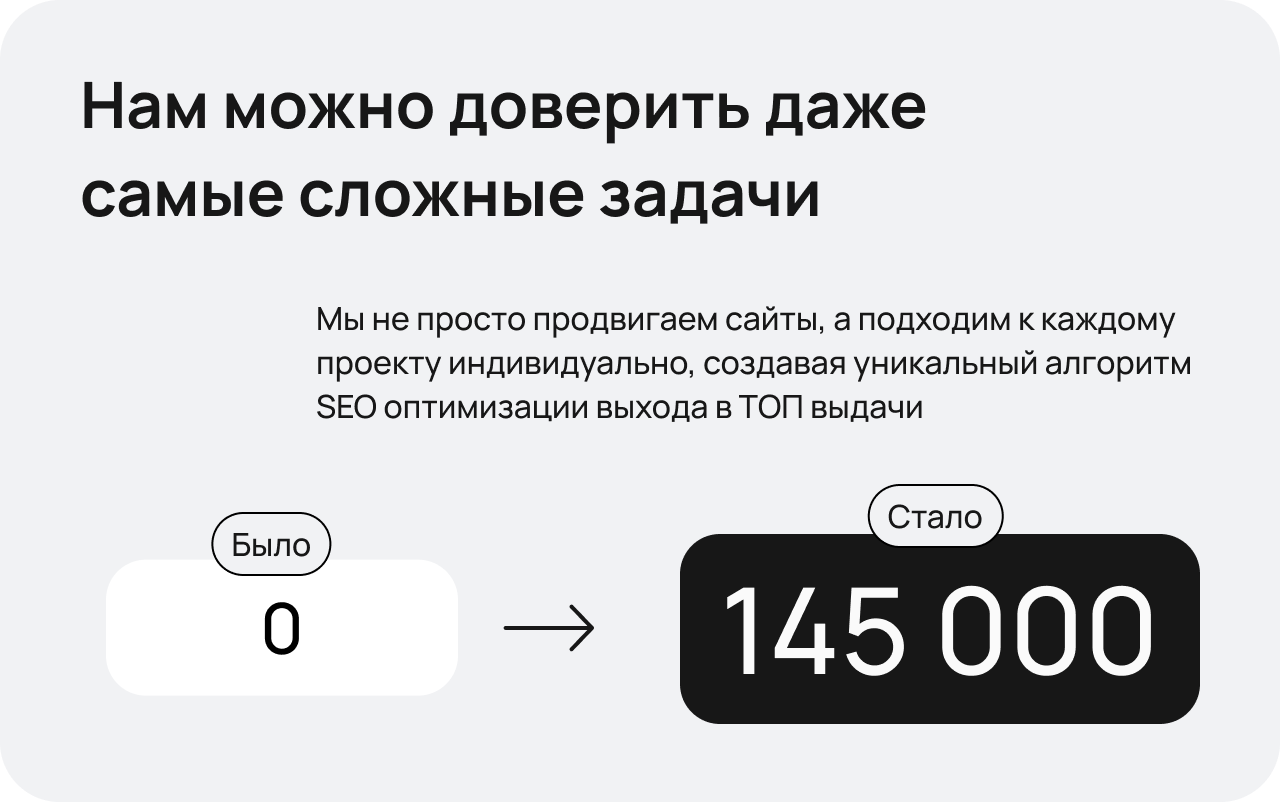 Нам можно доверить даже
самые сложные задачи
Мы не просто продвигаем сайты, а подходим к каждому
проекту индивидуально, создавая уникальный алгоритм
SEO оптимизации выхода в ТОП выдачи
Было
0
Стало
145 000